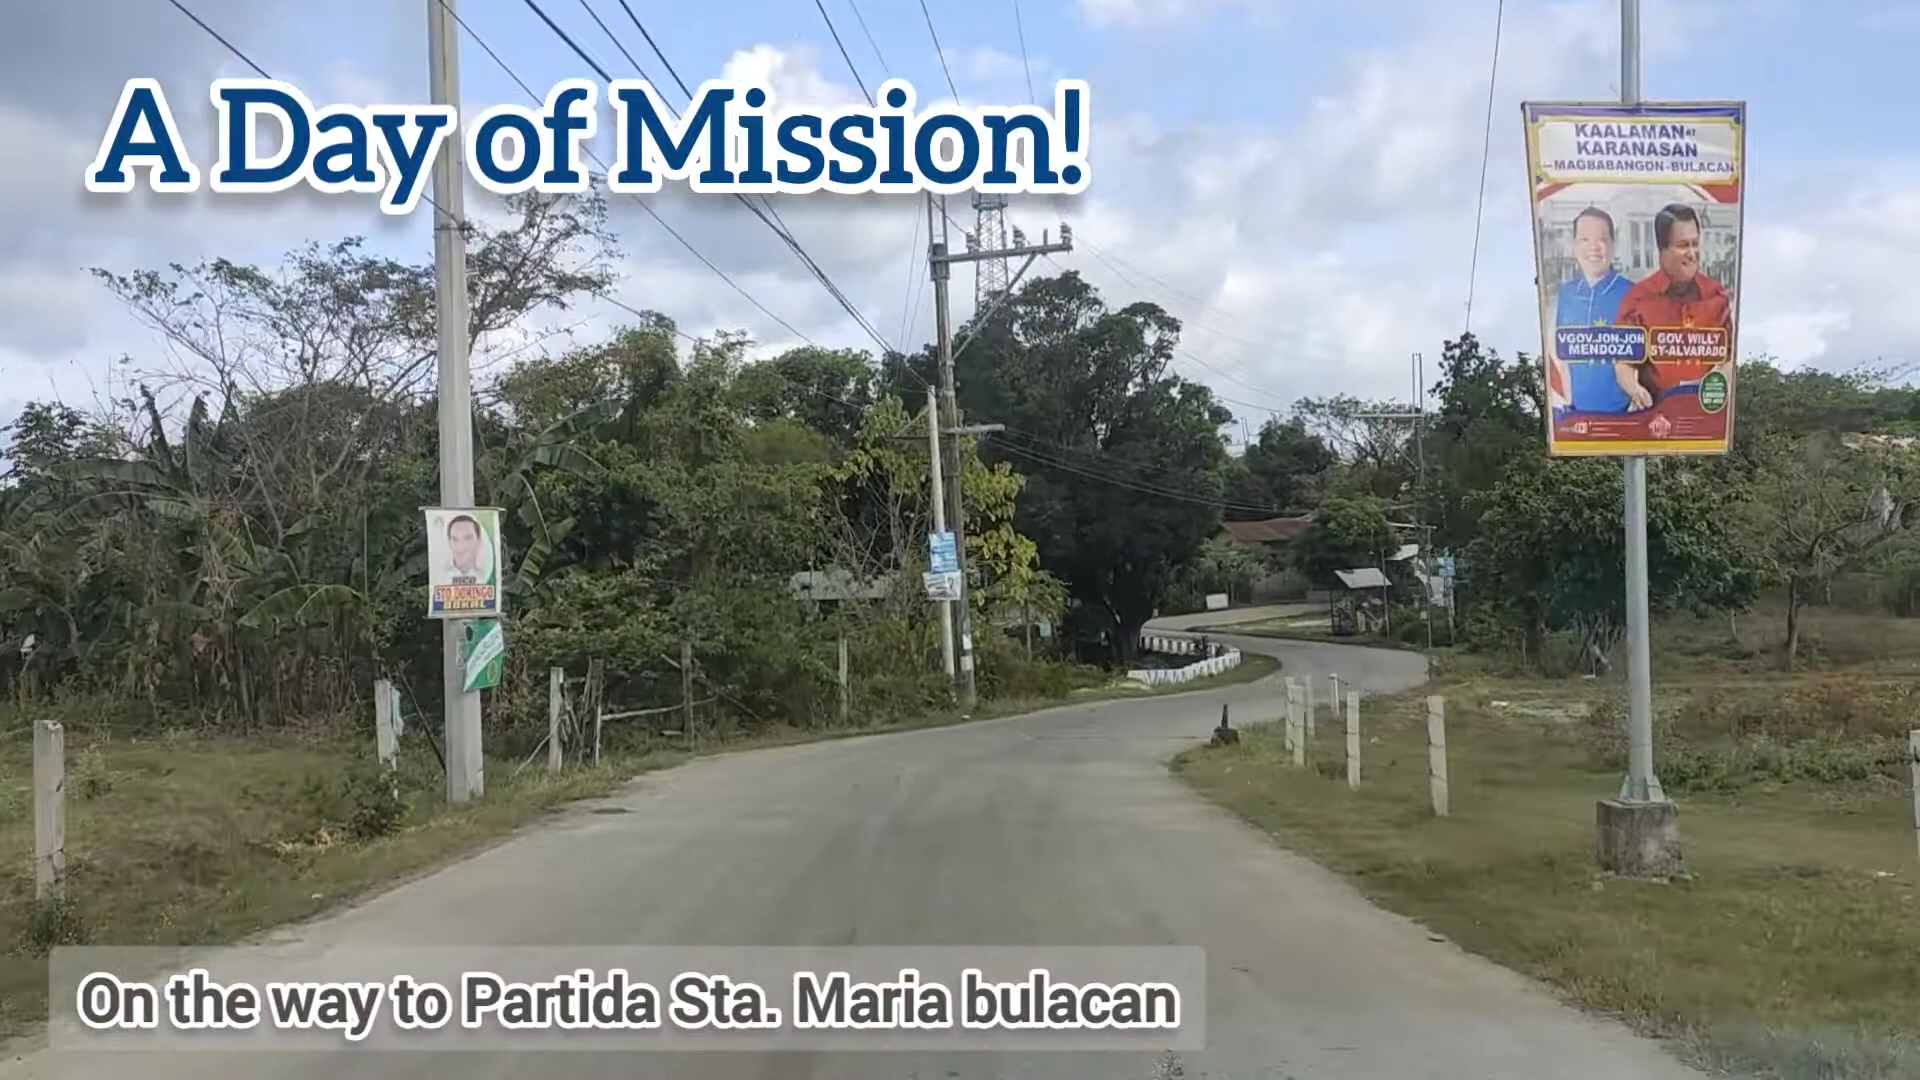 A Day of Mission!
KAALAMAN AT
KARANASAN
MAGBABANGON - BULACAN
VGOV. JON-JON
MENDOZA
GOV. WILLY
SY-ALVARADO
STO. DOMINGO
BOKAL
On the way to Partida Sta. Maria bulacan